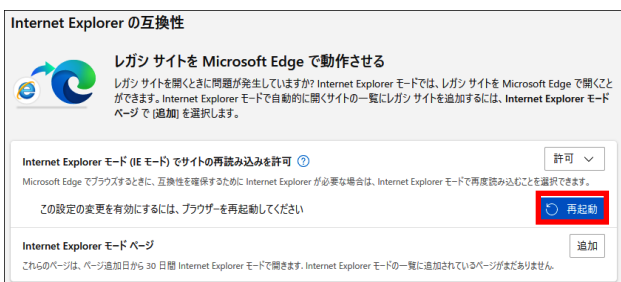 Internet Explorer の互換性
レガシ サイトを Microsoft Edge で動作させる
レガシ サイトを開くときに問題が発生していますか? Internet Explorer モードでは、レガシ サイトを Microsoft Edge で開くこと
ができます。Internet Explorer モードで自動的に開くサイトの一覧にレガシ サイトを追加するには、Internet Explorer モード
ページ で [追加] を選択します。
Internet Explorer モード (IE モード) でサイトの再読み込みを許可 ?
許可
Microsoft Edge でブラウズするときに、互換性を確保するために Internet Explorer が必要な場合は、Internet Explorer モードで再度読み込むことを選択できます。
この設定の変更を有効にするには、ブラウザーを再起動してください
再起動
Internet Explorer モード ページ
追加
これらのページは、ページ追加日から 30 日間 Internet Explorer モードで開きます. Internet Explorer モードの一覧に追加されているページがまだありません.